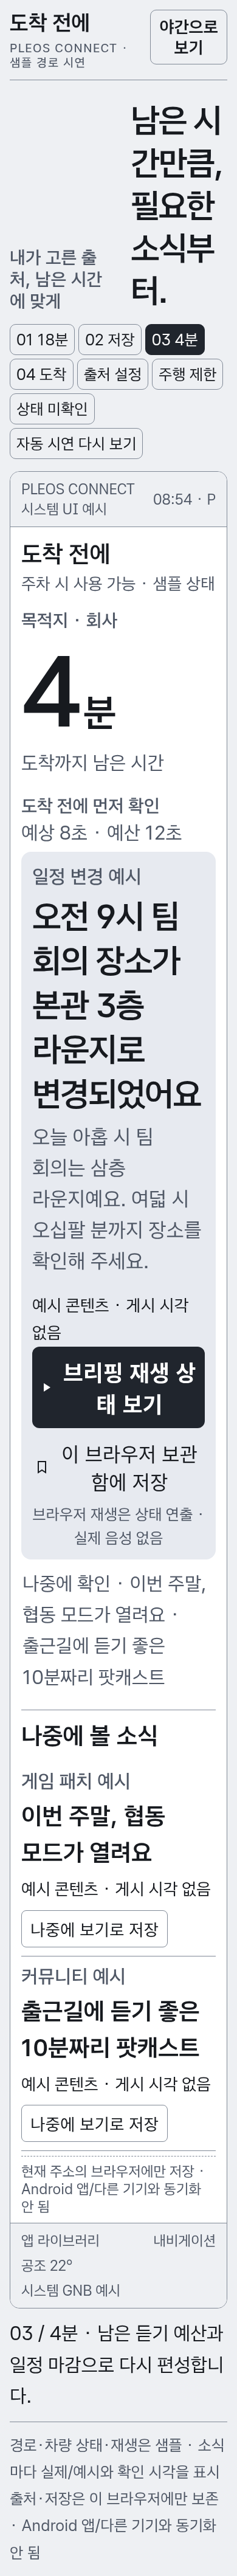 도착 전에
PLEOS CONNECT ·
샘플 경로 시연
야간으로
보기
내가 고른 출
처, 남은 시간
에 맞게
남은 시
간만큼,
필요한
소식부
터.
01 18분
02 저장
03 4분
04 도착
출처 설정
주행 제한
상태 미확인
자동 시연 다시 보기
PLEOS CONNECT
시스템 UI 예시
08:54 · P
도착 전에
주차 시 사용 가능 · 샘플 상태
목적지 · 회사
4분
도착까지 남은 시간
도착 전에 먼저 확인
예상 8초 · 예산 12초
일정 변경 예시
오전 9시 팀
회의 장소가
본관 3층
라운지로
변경되었어요
오늘 아홉 시 팀
회의는 삼층
라운지예요. 여덟 시
오십팔 분까지 장소를
확인해 주세요.
예시 콘텐츠 · 게시 시각
없음
브리핑 재생 상
태 보기
이 브라우저 보관
함에 저장
브라우저 재생은 상태 연출 ·
실제 음성 없음
나중에 확인 · 이번 주말,
협동 모드가 열려요 ·
출근길에 듣기 좋은
10분짜리 팟캐스트
나중에 볼 소식
게임 패치 예시
이번 주말, 협동
모드가 열려요
예시 콘텐츠 · 게시 시각 없음
나중에 보기로 저장
커뮤니티 예시
출근길에 듣기 좋은
10분짜리 팟캐스트
예시 콘텐츠 · 게시 시각 없음
나중에 보기로 저장
현재 주소의 브라우저에만 저장 ·
Android 앱/다른 기기와 동기화
안 됨
앱 라이브러리
내비게이션
공조 22°
시스템 GNB 예시
03 / 4분 · 남은 듣기 예산과
일정 마감으로 다시 편성합니
다.
경로·차량 상태·재생은 샘플 · 소식
마다 실제/예시와 확인 시각을 표시
출처·저장은 이 브라우저에만 보존
· Android 앱/다른 기기와 동기화
안 됨